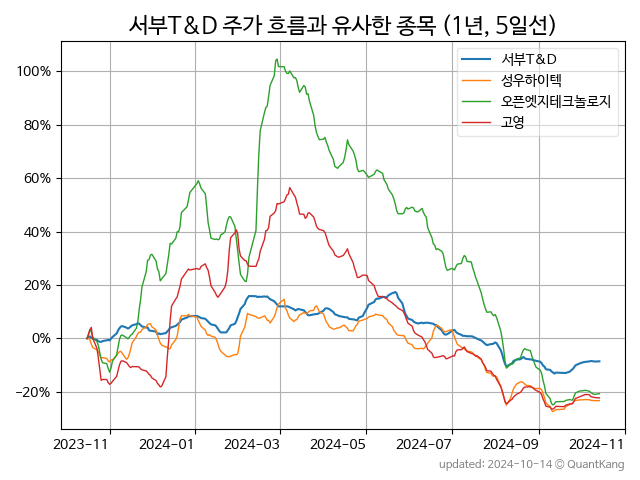 서부T&D 주가 흐름과 유사한 종목 (1년, 5일선)
서부T&D
성우하이텍
오픈엣지테크놀로지
고영
100%
80%
60%
40%
20%
0%
−20%
2023-11 2024-01 2024-03 2024-05 2024-07 2024-09 2024-11
updated: 2024-10-14 © QuantKang